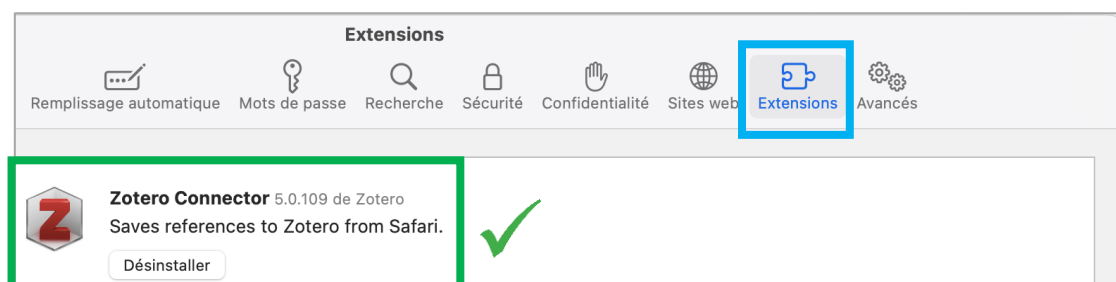 Extensions
Remplissage automatique Mots de passe Recherche Sécurité Confidentialité Sites web Extensions Avancés
Z
Zotero Connector 5.0.109 de Zotero
Saves references to Zotero from Safari.
Désinstaller